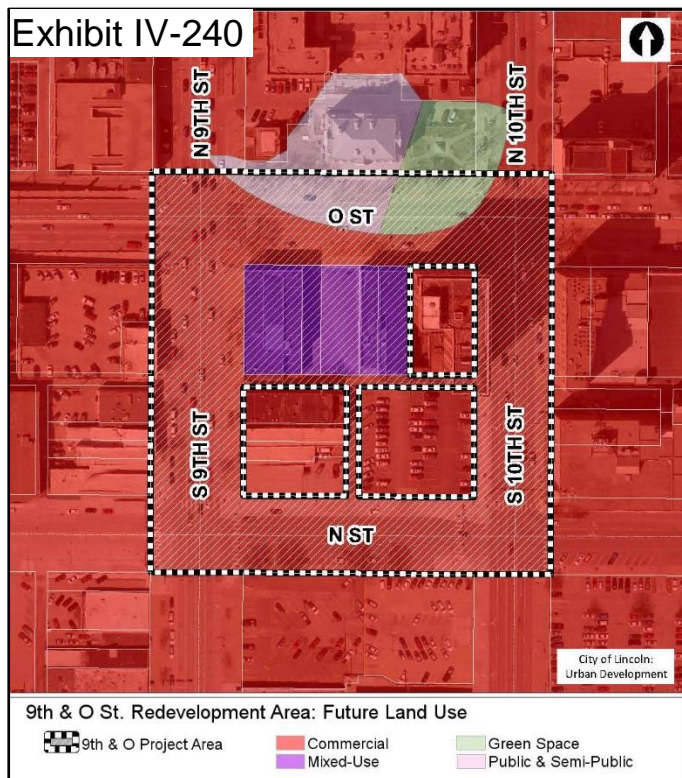 Exhibit IV-240
N 9TH ST
N 10TH ST
O ST
S 9TH ST
S 10TH ST
N ST
City of Lincoln:
Urban Development
9th & O St. Redevelopment Area: Future Land Use
9th & O Project Area
Commercial
Green Space
Mixed-Use
Public & Semi-Public